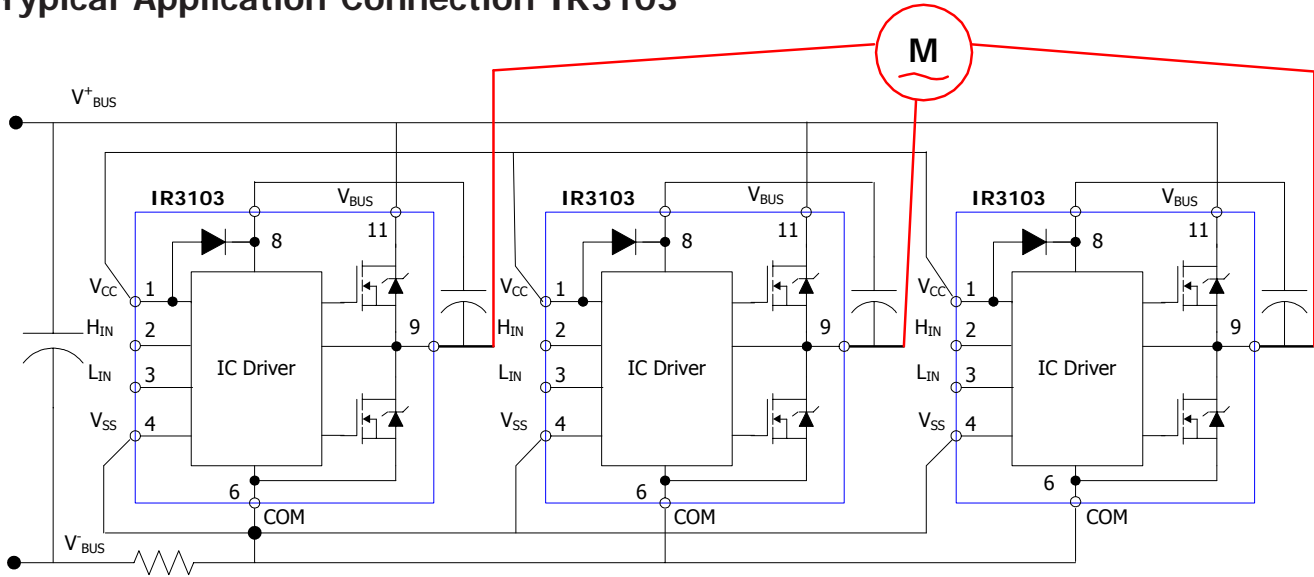 Typical Application Connection IR3103
M
V+BUS
IR3103
VBUS
8
11
VCC
1
HIN
2
9
IC Driver
LIN
3
VSS
4
6
COM
IR3103
VBUS
8
11
VCC
1
HIN
2
9
IC Driver
LIN
3
VSS
4
6
COM
IR3103
VBUS
8
11
VCC
1
HIN
2
9
IC Driver
LIN
3
VSS
4
6
COM
V-BUS